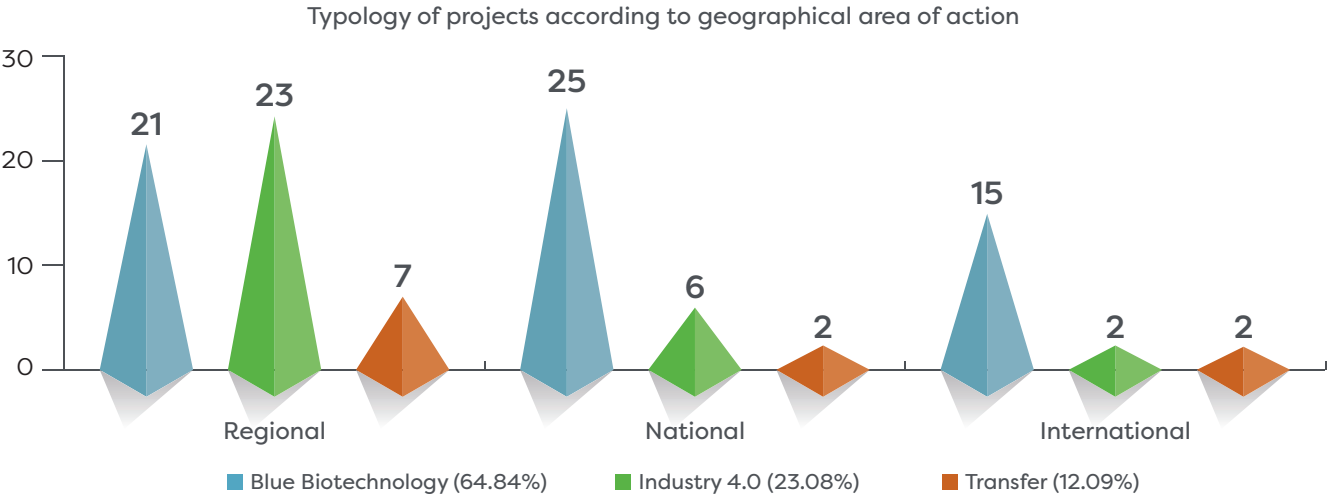 Typology of projects according to geographical area of action
30
20
10
0
21
23
7
25
6
2
15
2
2
Regional
National
International
Blue Biotechnology (64.84%)
Industry 4.0 (23.08%)
Transfer (12.09%)